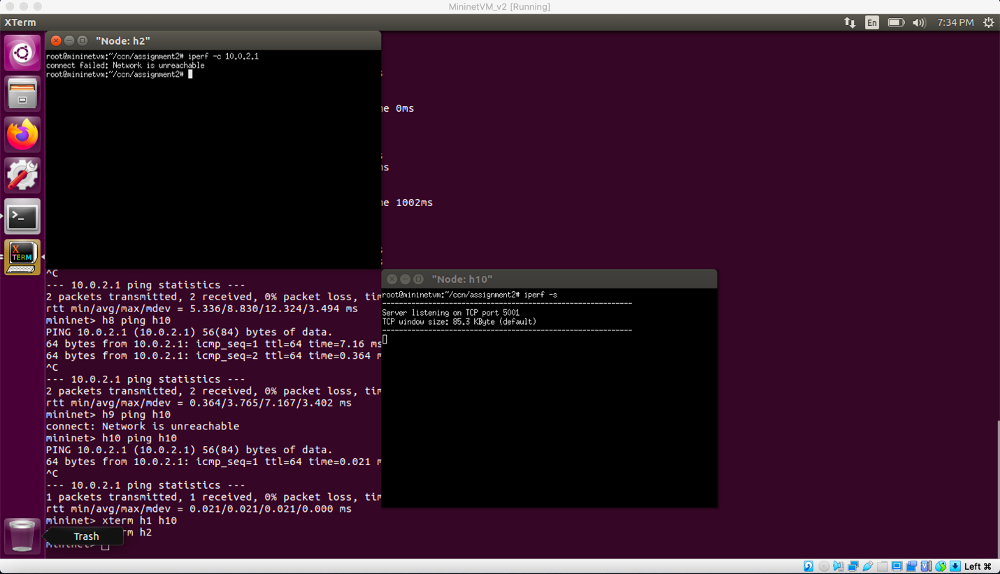 MininetVM_v2 [Running]
XTerm
En
7:34 PM
"Node: h2"
root@mininetvm:~/ccn/assignment2# iperf -c 10.0.2.1
connect failed: Network is unreachable
root@mininetvm:~/ccn/assignment2#
s
ne 0ms
s
ms
ne 1002ms
s
s
X
TERM
^C
--- 10.0.2.1 ping statistics ---
2 packets transmitted, 2 received, 0% packet loss, tim
rtt min/avg/max/mdev = 5.336/8.830/12.324/3.494 ms
mininet> h8 ping h10
PING 10.0.2.1 (10.0.2.1) 56(84) bytes of data.
64 bytes from 10.0.2.1: icmp_seq=1 ttl=64 time=7.16 ms
64 bytes from 10.0.2.1: icmp_seq=2 ttl=64 time=0.364 m
^C
--- 10.0.2.1 ping statistics ---
2 packets transmitted, 2 received, 0% packet loss, tim
rtt min/avg/max/mdev = 0.364/3.765/7.167/3.402 ms
mininet> h9 ping h10
connect: Network is unreachable
mininet> h10 ping h10
PING 10.0.2.1 (10.0.2.1) 56(84) bytes of data.
64 bytes from 10.0.2.1: icmp_seq=1 ttl=64 time=0.021 m
^C
--- 10.0.2.1 ping statistics ---
1 packets transmitted, 1 received, 0% packet loss, tim
rtt min/avg/max/mdev = 0.021/0.021/0.021/0.000 ms
mininet> xterm h1 h10
rm h2
mininet>
Trash
"Node: h10"
root@mininetvm:~/ccn/assignment2# iperf -s
------------------------------------------------------------
Server listening on TCP port 5001
TCP window size: 85.3 KByte (default)
------------------------------------------------------------
Left ⌘